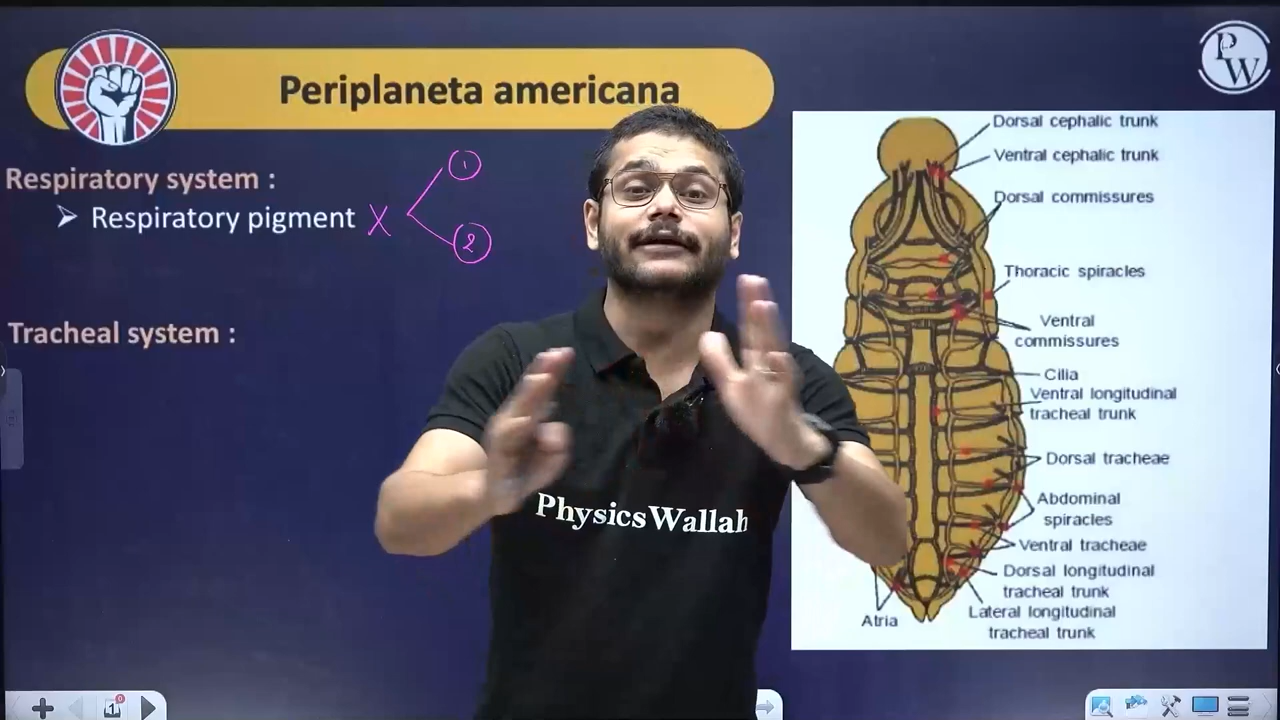 Periplaneta americana
PW
Respiratory system :
➤ Respiratory pigment X
1
2
Tracheal system :
PhysicsWallah
Dorsal cephalic trunk
Ventral cephalic trunk
Dorsal commissures
Thoracic spiracles
Ventral
commissures
Cilia
Ventral longitudinal
tracheal trunk
Dorsal tracheae
Abdominal
spiracles
Ventral tracheae
Dorsal longitudinal
tracheal trunk
Lateral longitudinal
tracheal trunk
Atria
1